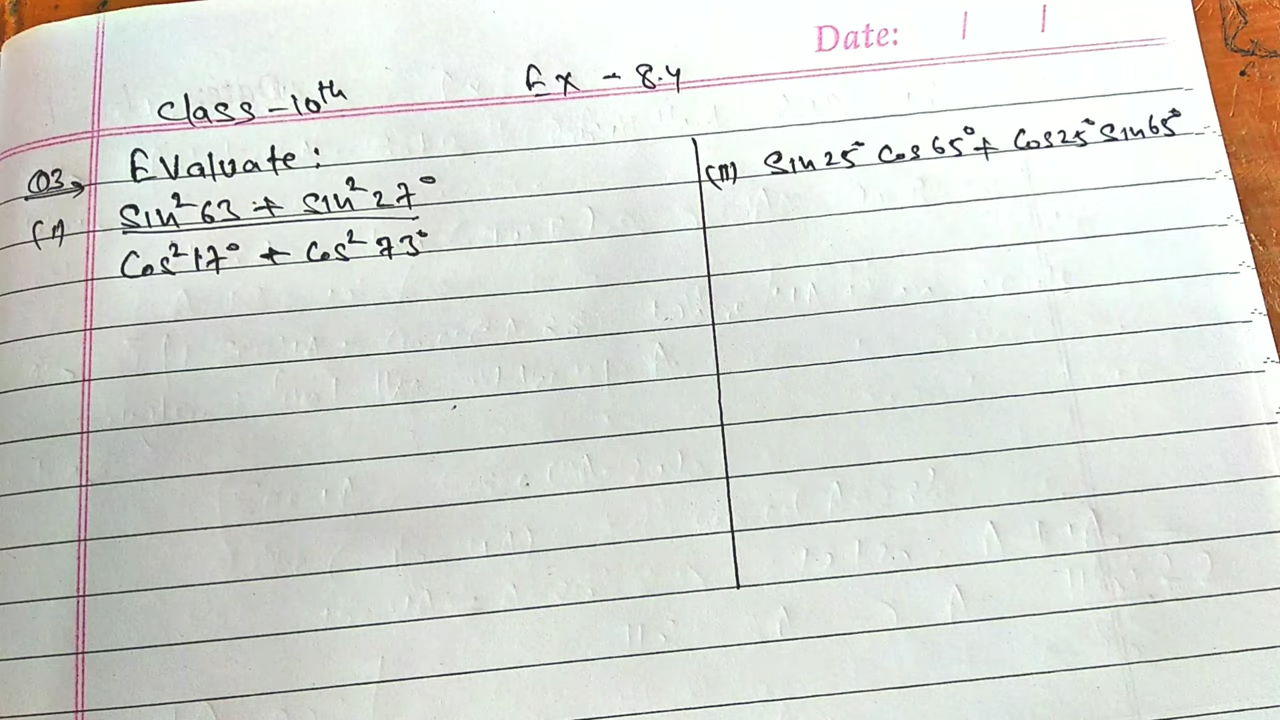 Date: / /
Class-10th Ex - 8.4
Q3, Evaluate:
(i) Sin²63 + Sin²27°
Cos²17° + Cos²73°
(ii) Sin25° Cos65° + Cos25° Sin65°